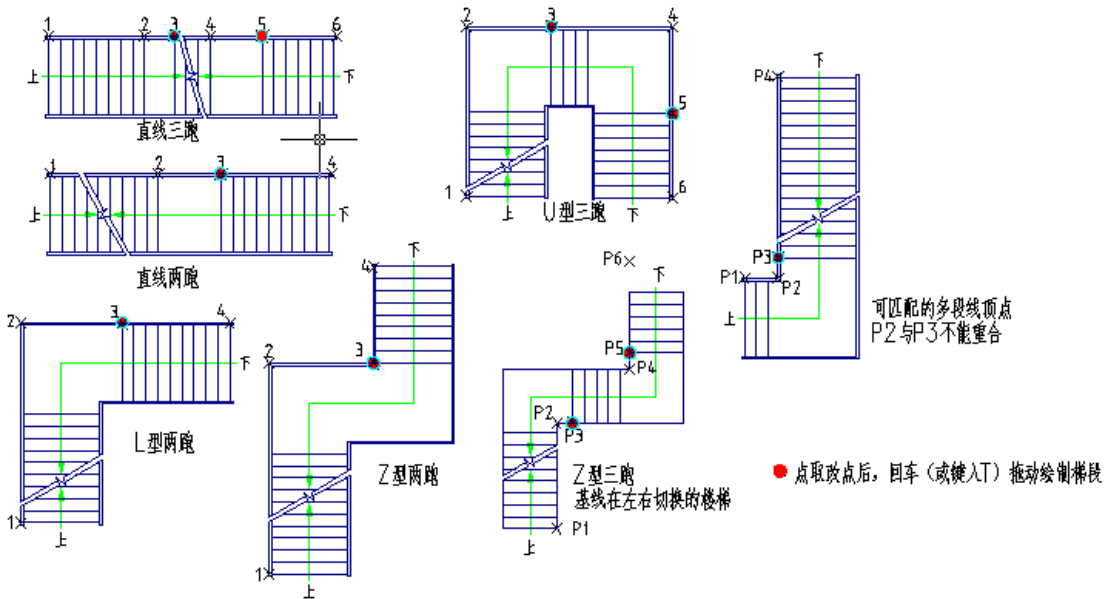 1 2 3 4 5 6
上 下
直线三跑
1 2 3 4
上 下
直线两跑
2 3 4
1 5 6
上 下
U型三跑
2 3 4
下
1
上
L型两跑
4 下
2 3
Z型两跑
1
上
P6 下
P5
P4
P2
P3
Z型三跑
基线在左右切换的楼梯
P1
上
下
P4
P3
P1 P2
上
可匹配的多段线顶点
P2与P3不能重合
点取改点后，回车（或键入T）拖动绘制梯段